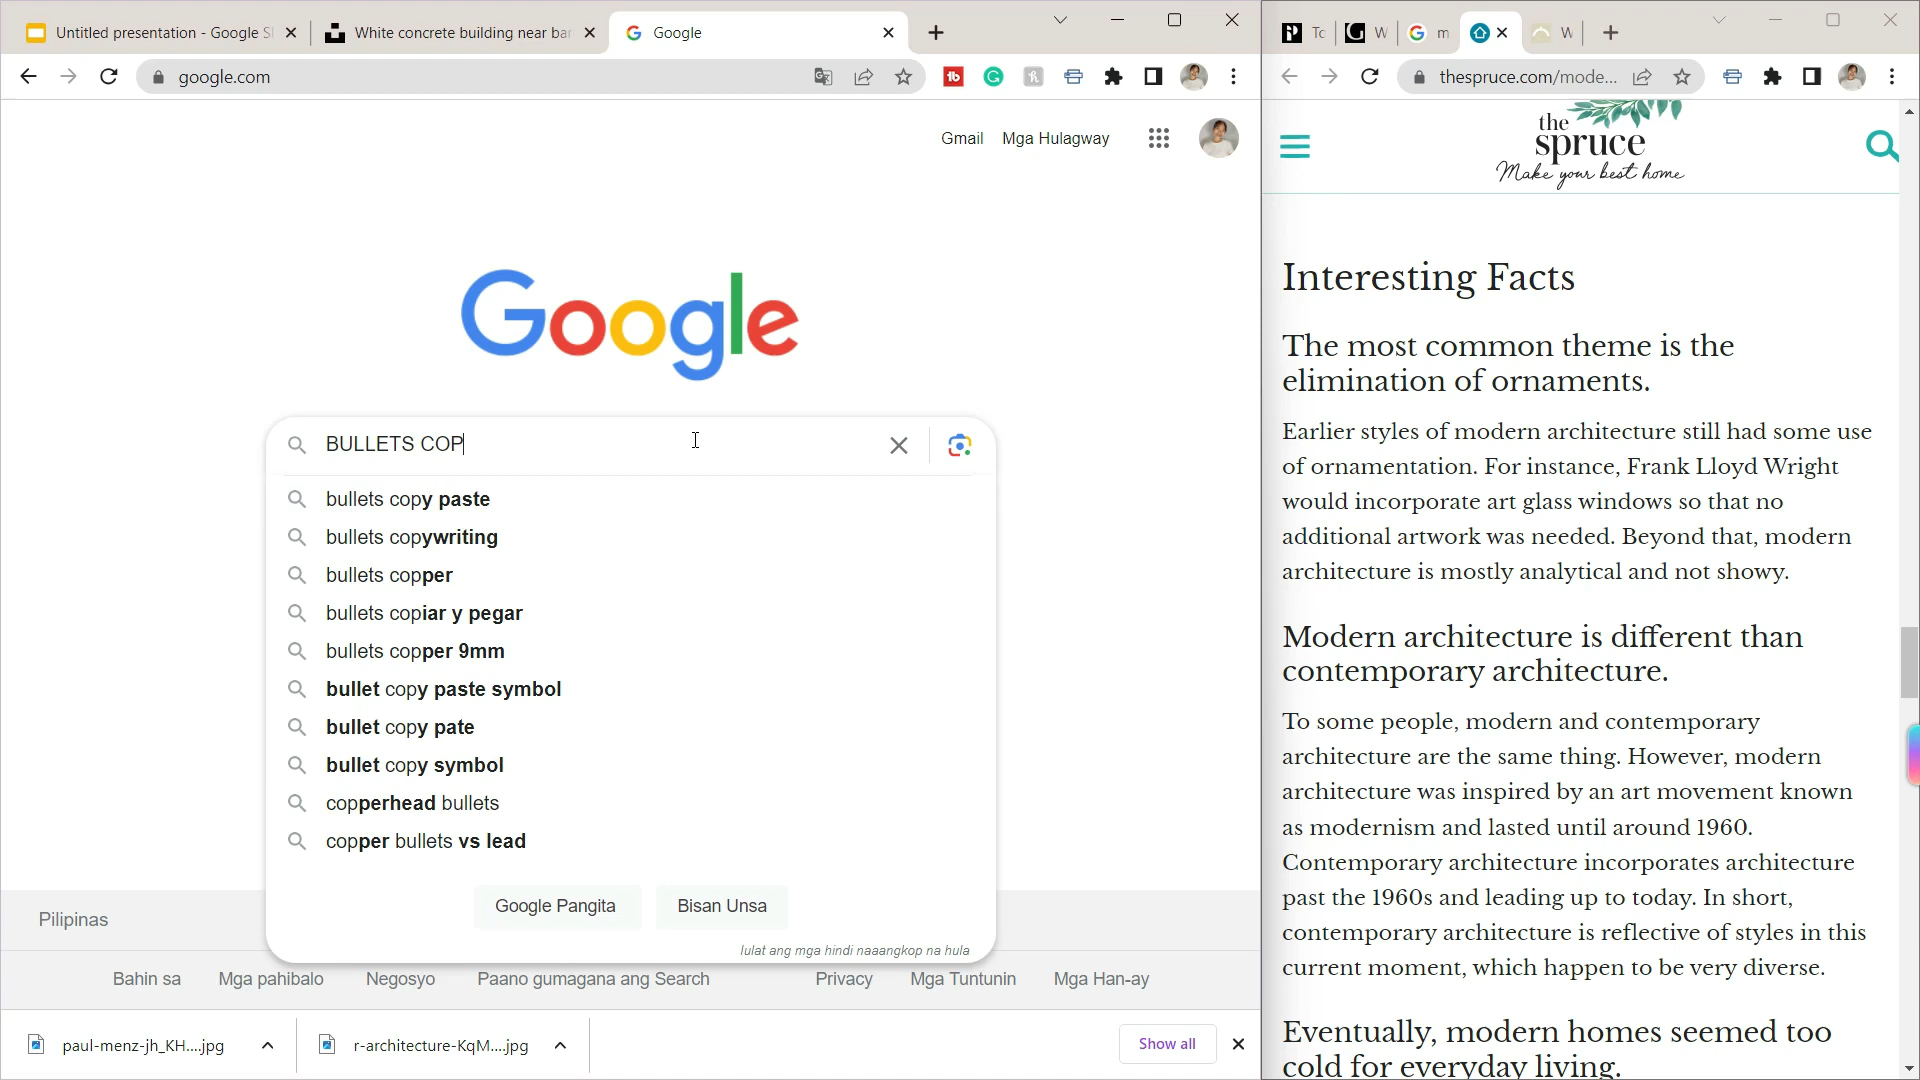 Untitled presentation - Google Sl
White concrete building near bar
Google
google.com
Gmail
Mga Hulagway
Google
BULLETS COP
bullets copy paste
bullets copywriting
bullets copper
bullets copiar y pegar
bullets copper 9mm
bullet copy paste symbol
bullet copy pate
bullet copy symbol
copperhead bullets
copper bullets vs lead
Google Pangita
Bisan Unsa
Iulat ang mga hindi naaangkop na hula
Pilipinas
Bahin sa
Mga pahibalo
Negosyo
Paano gumagana ang Search
Privacy
Mga Tuntunin
Mga Han-ay
paul-menz-jh_KH....jpg
r-architecture-KqM....jpg
Show all
To
W
m
W
thespruce.com/mode...
the
spruce
Make your best home
Interesting Facts
The most common theme is the
elimination of ornaments.
Earlier styles of modern architecture still had some use
of ornamentation. For instance, Frank Lloyd Wright
would incorporate art glass windows so that no
additional artwork was needed. Beyond that, modern
architecture is mostly analytical and not showy.
Modern architecture is different than
contemporary architecture.
To some people, modern and contemporary
architecture are the same thing. However, modern
architecture was inspired by an art movement known
as modernism and lasted until around 1960.
Contemporary architecture incorporates architecture
past the 1960s and leading up to today. In short,
contemporary architecture is reflective of styles in this
current moment, which happen to be very diverse.
Eventually, modern homes seemed too
cold for everyday living.